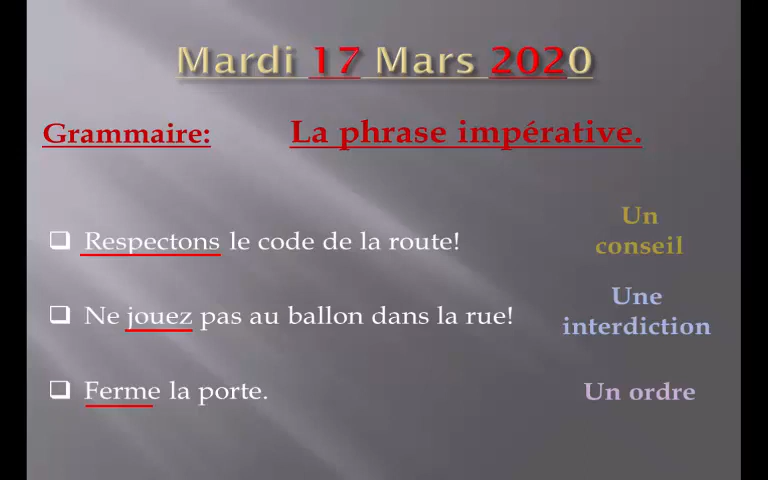 Mardi 17 Mars 2020
Grammaire: La phrase impérative.
Respectons le code de la route!
Un
conseil
Ne jouez pas au ballon dans la rue!
Une
interdiction
Ferme la porte.
Un ordre